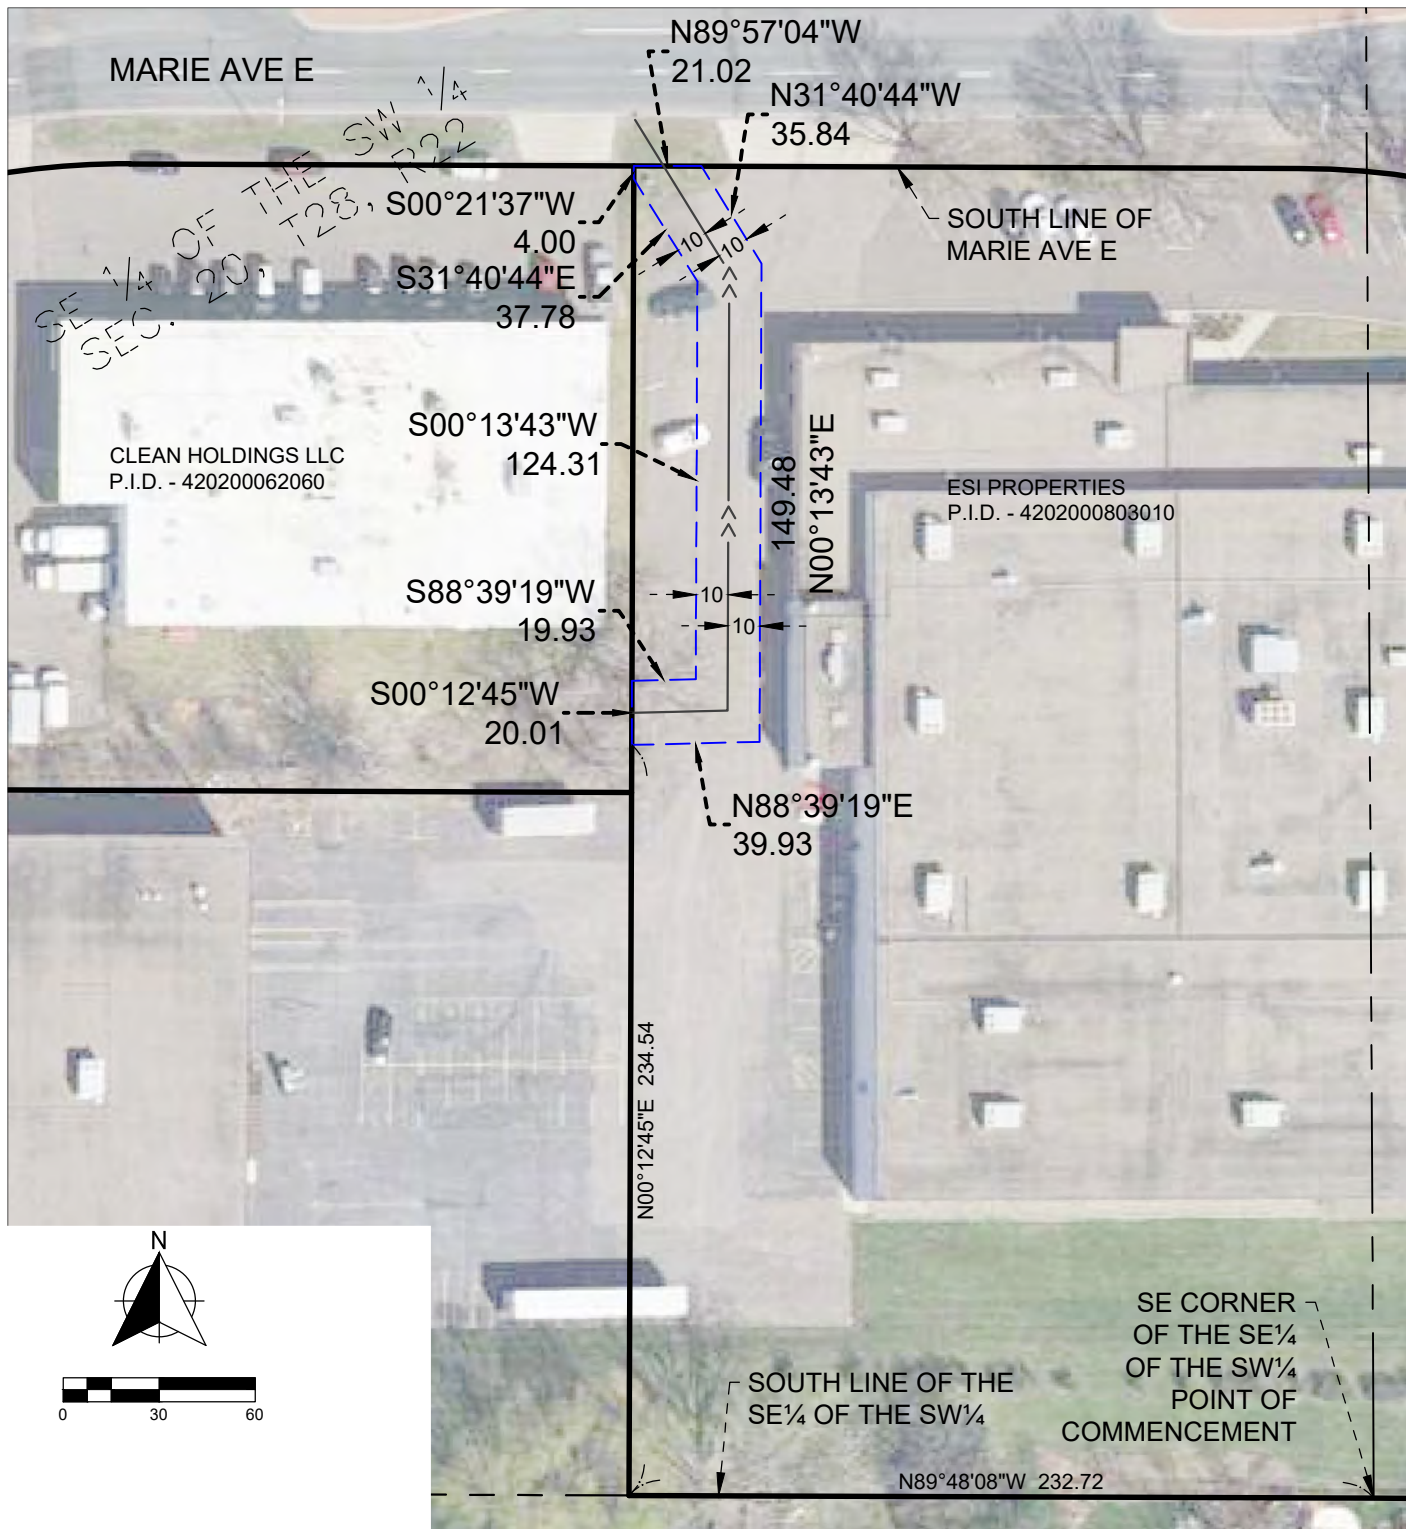 MARIE AVE E
SE 1/4 OF THE SW 1/4
SEC. 20, T28, R22
N89°57'04"W
21.02
N31°40'44"W
35.84
S00°21'37"W
4.00
S31°40'44"E
37.78
10
10
SOUTH LINE OF
MARIE AVE E
S00°13'43"W
124.31
CLEAN HOLDINGS LLC
P.I.D. - 420200062060
149.48
N00°13'43"E
ESI PROPERTIES
P.I.D. - 4202000803010
S88°39'19"W
19.93
10
10
S00°12'45"W
20.01
N88°39'19"E
39.93
N00°12'45"E 234.54
N
0 30 60
SOUTH LINE OF THE
SE¼ OF THE SW¼
SE CORNER
OF THE SE¼
OF THE SW¼
POINT OF
COMMENCEMENT
N89°48'08"W 232.72